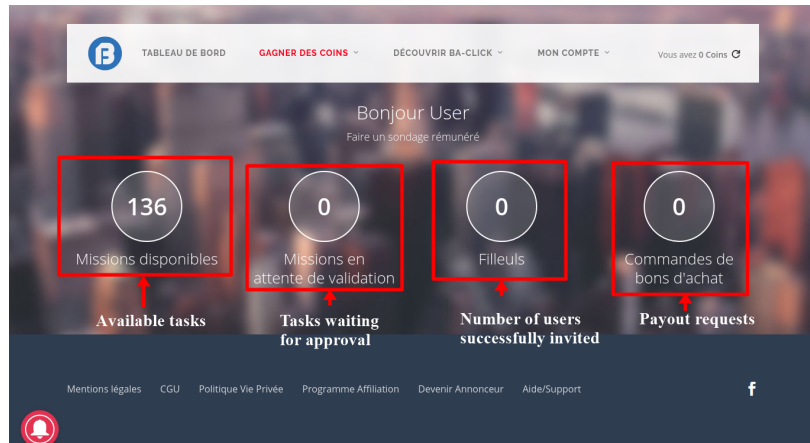 B
TABLEAU DE BORD
GAGNER DES COINS
DÉCOUVRIR BA-CLICK
MON COMPTE
Vous avez 0 Coins
Bonjour User
Faire un sondage rémunéré
136
Missions disponibles
0
Missions en
attente de validation
0
Filleuls
0
Commandes de
bons d'achat
Available tasks
Tasks waiting
for approval
Number of users
successfully invited
Payout requests
Mentions légales
CGU
Politique Vie Privée
Programme Affiliation
Devenir Annonceur
Aide/Support
f